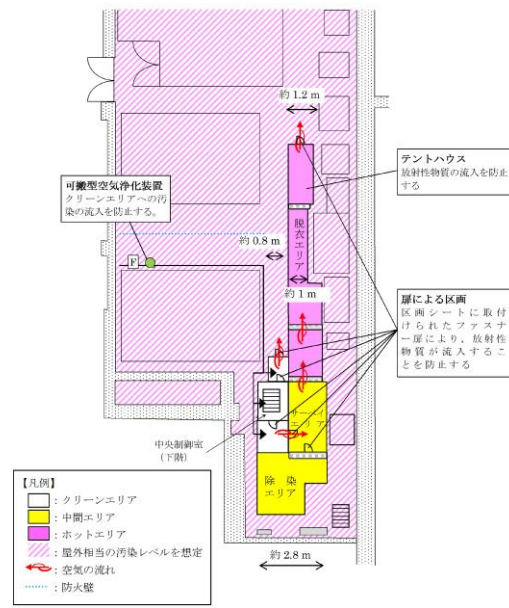 約 1.2 m
テントハウス
放射性物質の流入を防止
する
可搬型空気浄化装置
クリーンエリアへの汚
染の流入を防止する。
脱衣エリア
約 0.8 m
F
約 1 m
扉による区画
区画シートに取付
けられたファスナ
ー扉により，放射性
物質が流入するこ
とを防止する
サーベイ
エリア
中央制御室
（下階）
除 染
エリア
【凡例】
：クリーンエリア
：中間エリア
：ホットエリア
：屋外相当の汚染レベルを想定
：空気の流れ
：防火壁
約 2.8 m